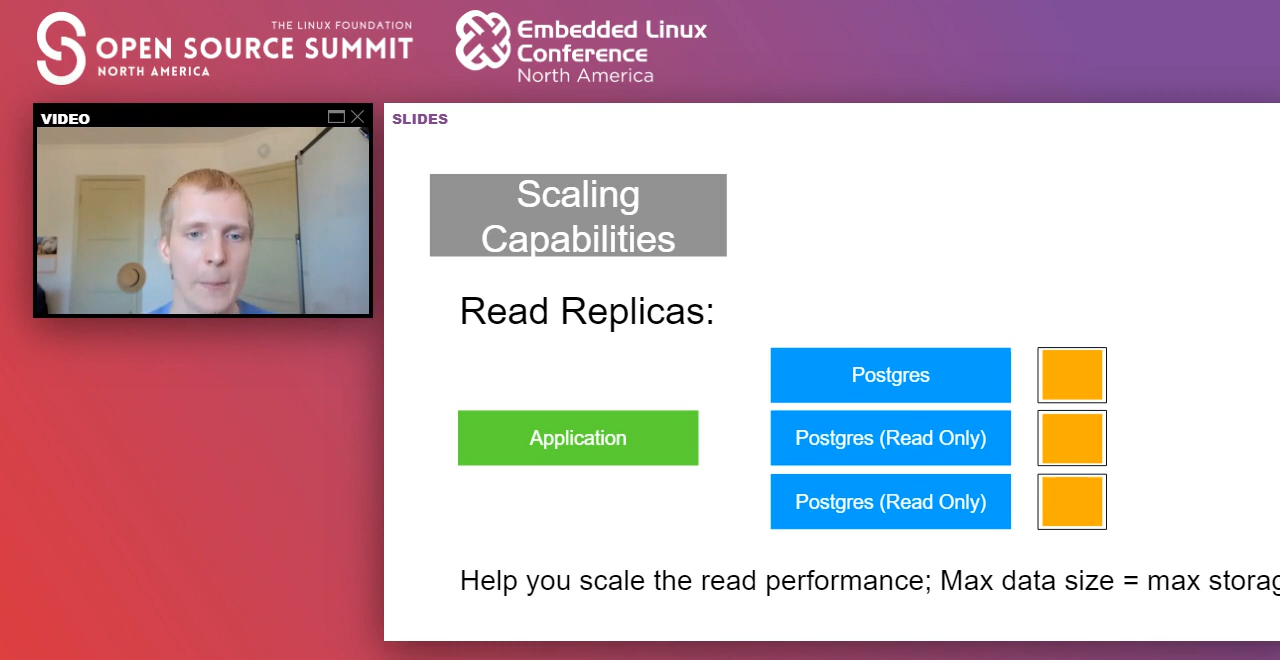 THE LINUX FOUNDATION
OPEN SOURCE SUMMIT
NORTH AMERICA
Embedded Linux
Conference
North America
VIDEO
SLIDES
Scaling
Capabilities
Read Replicas:
Postgres
Application
Postgres (Read Only)
Postgres (Read Only)
Help you scale the read performance; Max data size = max storag